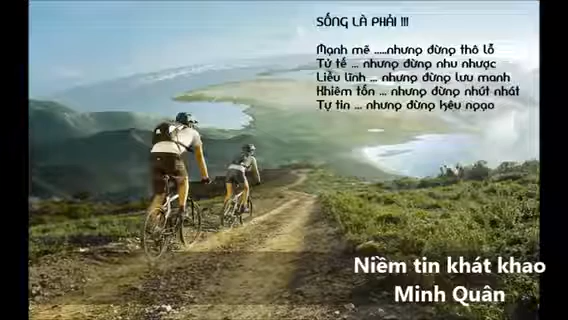 SỐNG LÀ PHẢI !!!
Mạnh mẽ .....nhưng đừng thô lỗ
Tử tế ... nhưng đừng nhu nhược
Liều lĩnh ... nhưng đừng lưu manh
Khiêm tốn ... nhưng đừng nhút nhát
Tự tin ... nhưng đừng kêu ngạo
Niềm tin khát khao
Minh Quân